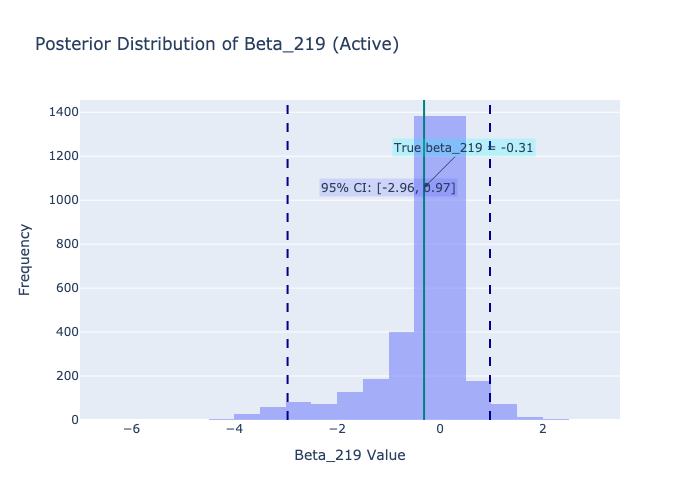 Posterior Distribution of Beta_219 (Active)
1400
1200
1000
800
600
400
200
0
Frequency
True beta_219 = -0.31
95% CI: [-2.96, 0.97]
−6 −4 −2 0 2
Beta_219 Value